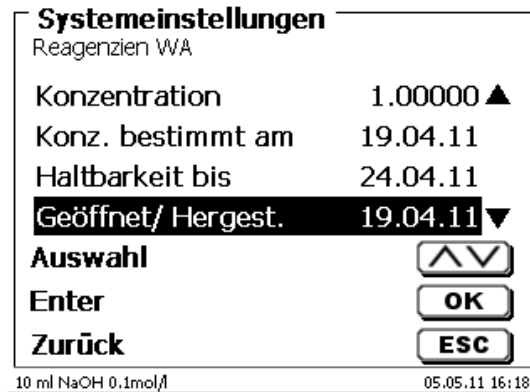 Systemeinstellungen
Reagenzien WA
Konzentration 1.00000
Konz. bestimmt am 19.04.11
Haltbarkeit bis 24.04.11
Geöffnet/ Hergest. 19.04.11
Auswahl
Enter OK
Zurück ESC
10 ml NaOH 0.1mol/l 05.05.11 16:18